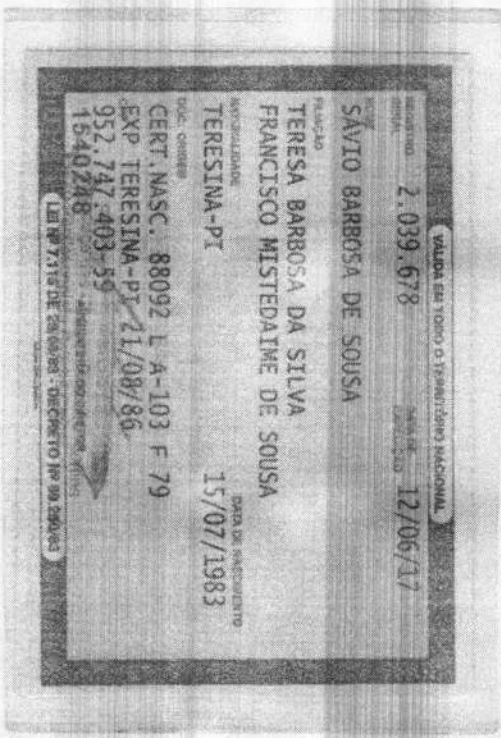 VÁLIDA EM TODO O TERRITÓRIO NACIONAL
REGISTRO GERAL 2.039.678 DATA DE EXPEDIÇÃO 12/06/17
NOME
SÁVIO BARBOSA DE SOUSA
FILIAÇÃO
TERESA BARBOSA DA SILVA
FRANCISCO MISTEDAIME DE SOUSA
NATURALIDADE DATA DE NASCIMENTO
TERESINA-PI 15/07/1983
DOC. ORIGEM
CERT.NASC. 88092 L A-103 F 79
EXP TERESINA-PI 21/08/86
952.747.403-59
1540248
LEI Nº 7.116 DE 29/08/83 - DECRETO Nº 89.250/83